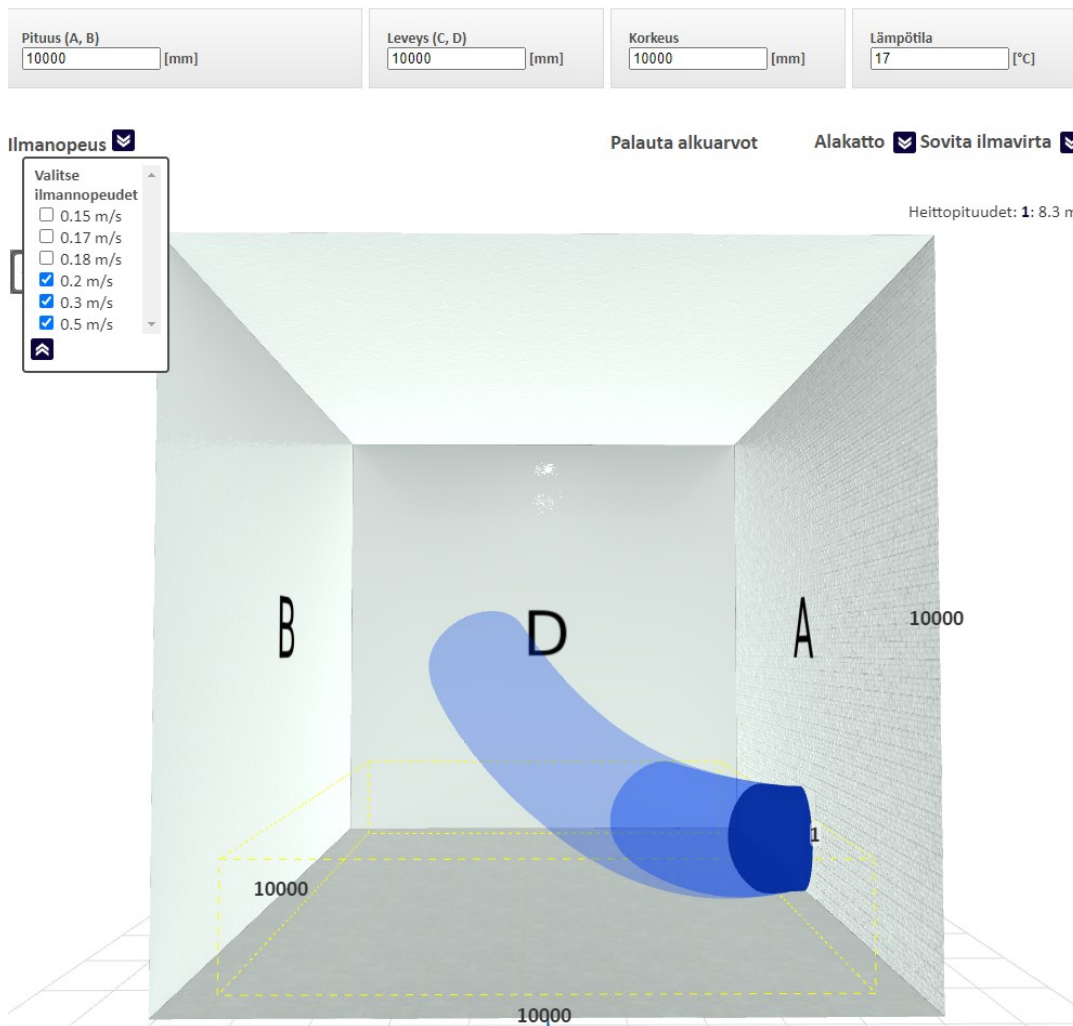 Pituus (A, B)
10000 [mm]
Leveys (C, D)
10000 [mm]
Korkeus
10000 [mm]
Lämpötila
17 [°C]
Ilmanopeus
Palauta alkuarvot
Alakatto
Sovita ilmavirta
Valitse
ilmannopeudet
0.15 m/s
0.17 m/s
0.18 m/s
0.2 m/s
0.3 m/s
0.5 m/s
Heittopituudet: 1: 8.3 m
B
D
A
10000
1
10000
10000